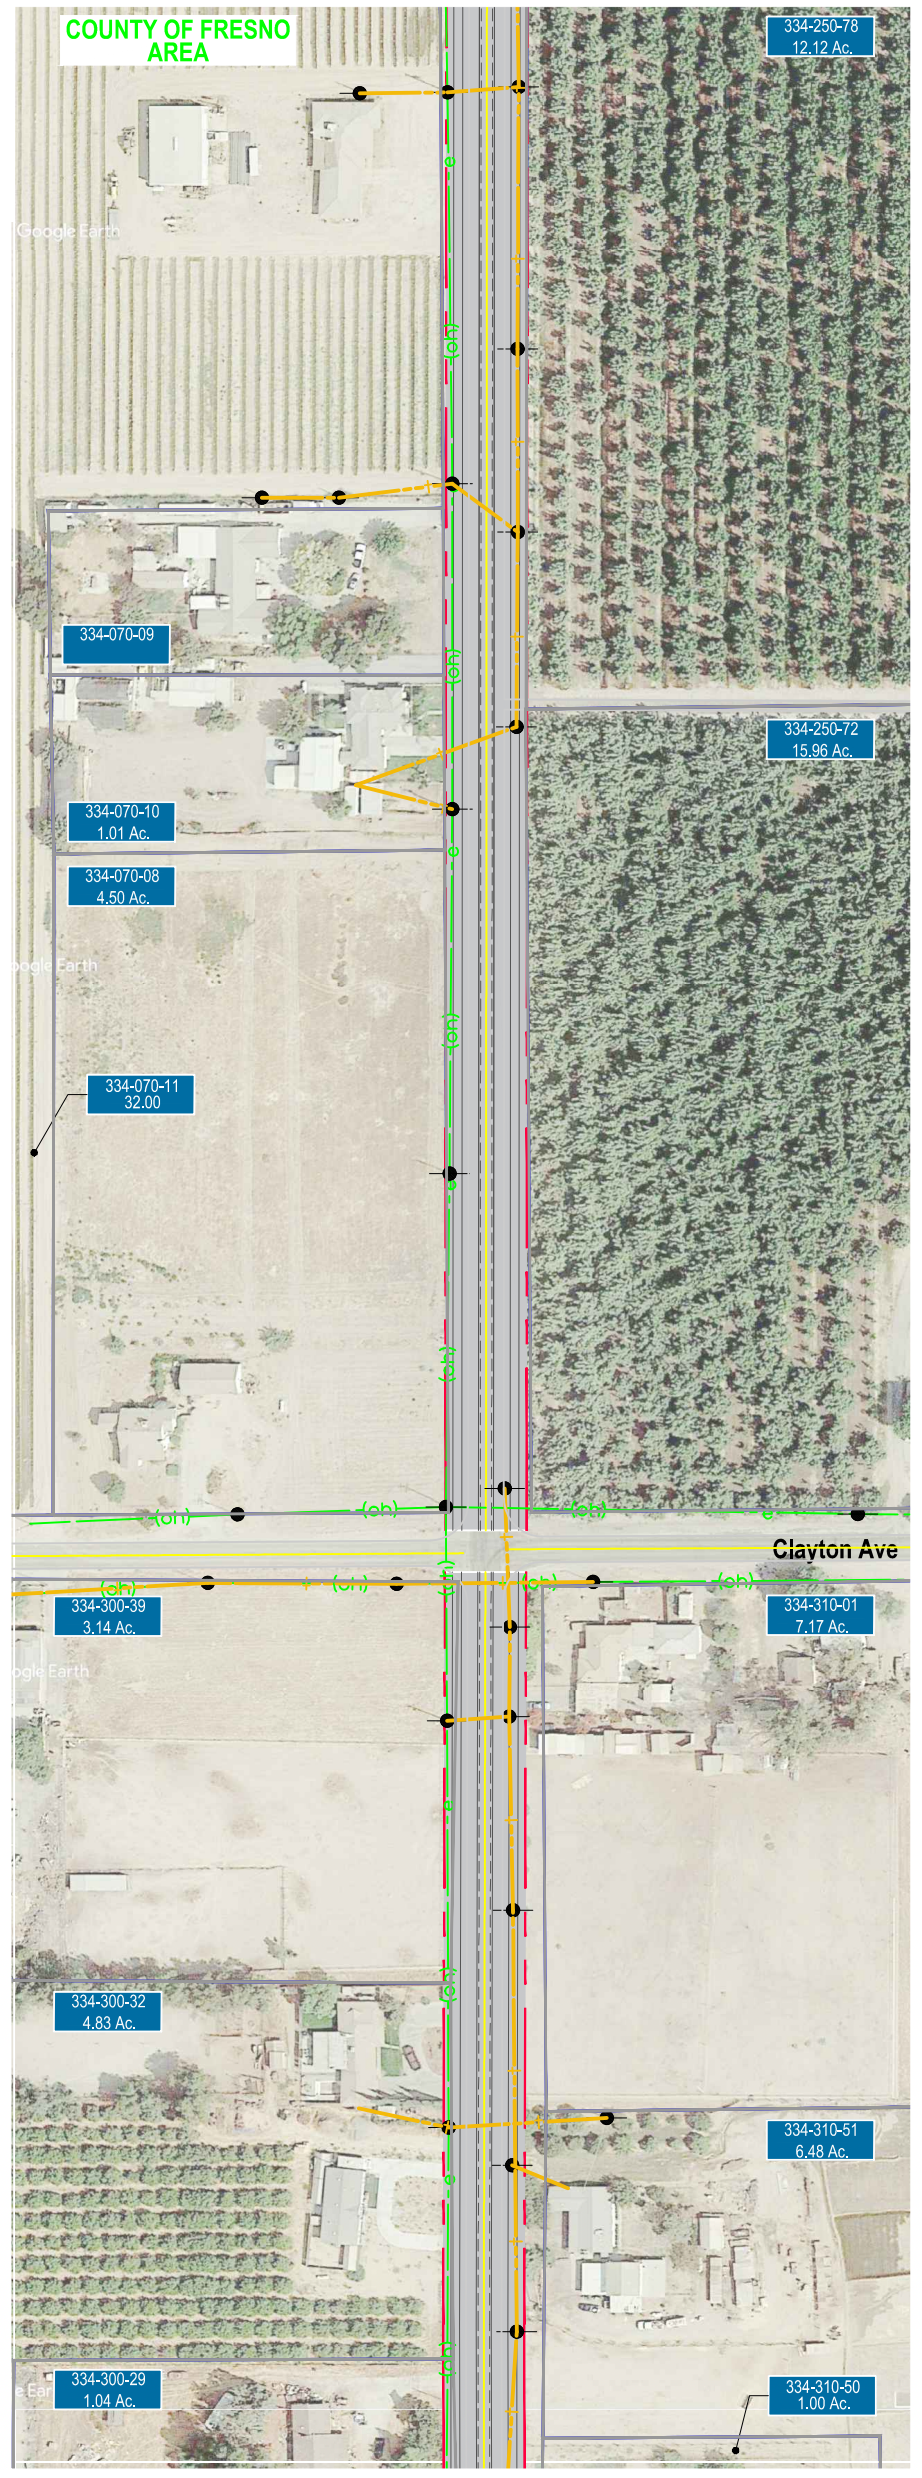 COUNTY OF FRESNO
AREA
334-250-78
12.12 Ac.
e
Google Earth
(oh)
334-070-09
(oh)
334-250-72
15.96 Ac.
334-070-10
1.01 Ac.
e
334-070-08
4.50 Ac.
ogle Earth
(oh)
334-070-11
32.00
e
(oh)
(oh)
(oh)
(oh)
e
Clayton Ave
(oh)
(oh)
(oh)
(oh)
(oh)
334-300-39
3.14 Ac.
334-310-01
7.17 Ac.
ogle Earth
e
(oh)
334-300-32
4.83 Ac.
334-310-51
6.48 Ac.
e
(oh)
334-300-29
1.04 Ac.
e Ear
334-310-50
1.00 Ac.